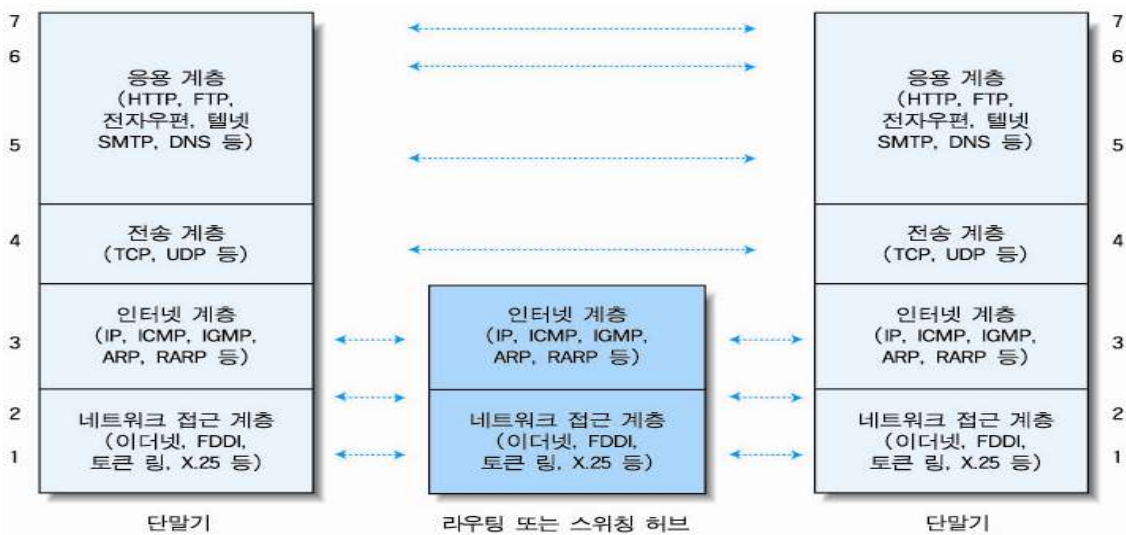 7
6
5
4
3
2
1
응용 계층
(HTTP, FTP,
전자우편, 텔넷
SMTP, DNS 등)
전송 계층
(TCP, UDP 등)
인터넷 계층
(IP, ICMP, IGMP,
ARP, RARP 등)
네트워크 접근 계층
(이더넷, FDDI,
토큰 링, X.25 등)
단말기
인터넷 계층
(IP, ICMP, IGMP,
ARP, RARP 등)
네트워크 접근 계층
(이더넷, FDDI,
토큰 링, X.25 등)
라우팅 또는 스위칭 허브
응용 계층
(HTTP, FTP,
전자우편, 텔넷
SMTP, DNS 등)
전송 계층
(TCP, UDP 등)
인터넷 계층
(IP, ICMP, IGMP,
ARP, RARP 등)
네트워크 접근 계층
(이더넷, FDDI,
토큰 링, X.25 등)
단말기
7
6
5
4
3
2
1